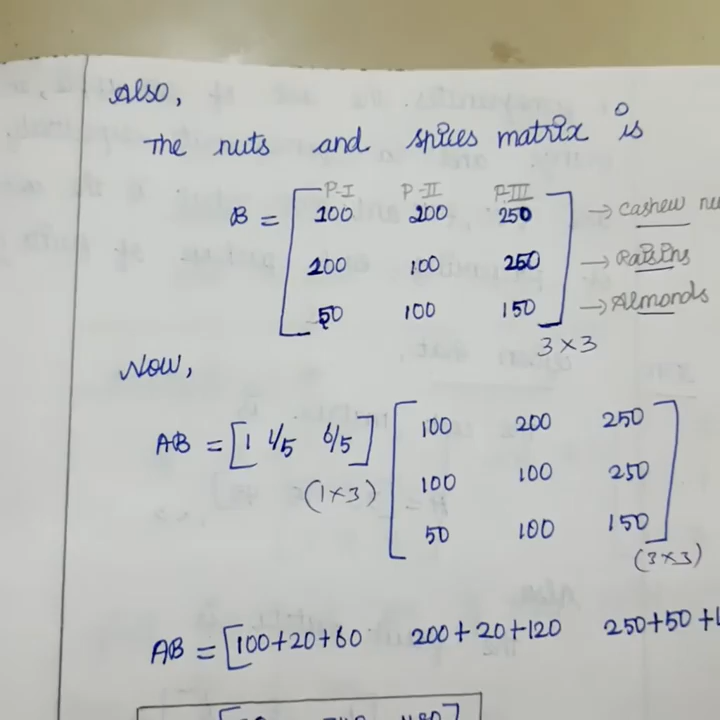 Also,
The nuts and spices matrix is
P-I P-II P-III
B = [100 200 250 → Cashew
200 100 250 → Raisins
50 100 150] → Almonds
3×3
Now,
AB = [1 1/5 6/5] [100 200 250
(1×3) 100 100 250
50 100 150]
(3×3)
AB = [100+20+60 200+20+120 250+50+